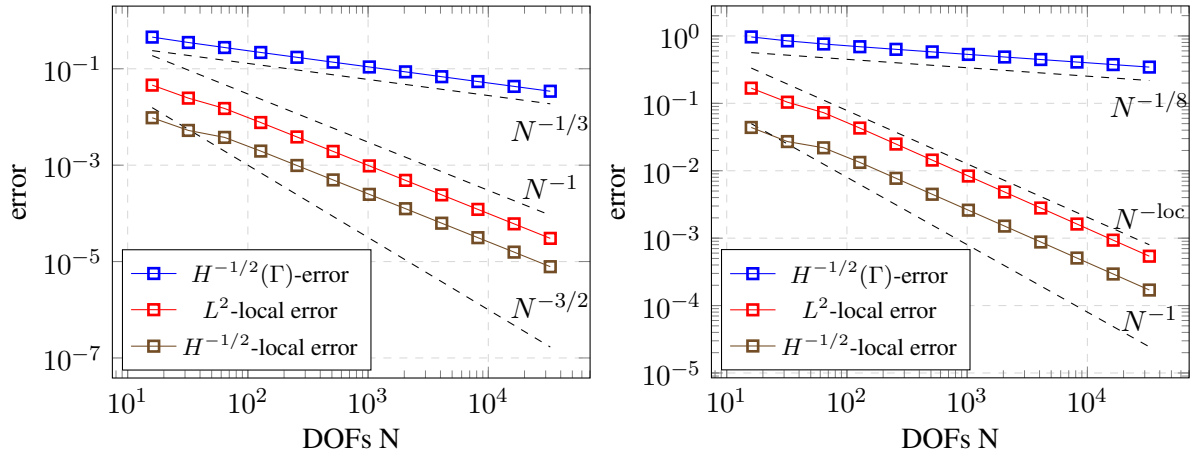 10^{-1}
10^{-3}
10^{-5}
10^{-7}
error
N^{-1/3}
N^{-1}
N^{-3/2}
H^{-1/2}(Γ)-error
L^2-local error
H^{-1/2}-local error
10^1 10^2 10^3 10^4
DOFs N
10^0
10^{-1}
10^{-2}
10^{-3}
10^{-4}
10^{-5}
error
N^{-1/8}
N^{-loc}
N^{-1}
H^{-1/2}(Γ)-error
L^2-local error
H^{-1/2}-local error
10^1 10^2 10^3 10^4
DOFs N